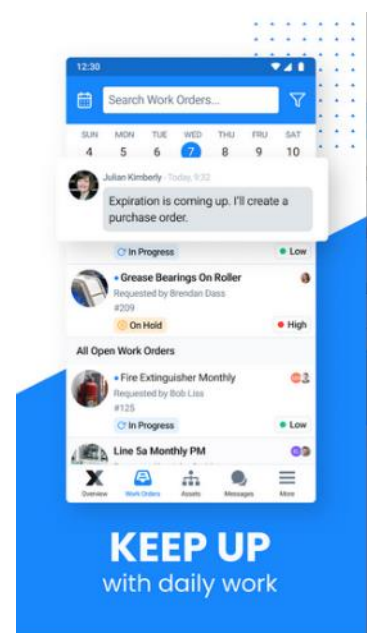 12:30
Search Work Orders...
SUN MON TUE WED THU FRU SAT
4 5 6 7 8 9 10
Julian Kimberly · Today, 9:32
Expiration is coming up. I'll create a
purchase order.
In Progress Low
Grease Bearings On Roller
Requested by Brendan Dass
#209
On Hold High
All Open Work Orders
Fire Extinguisher Monthly
Requested by Bob Liss
#125
In Progress Low
Line 5a Monthly PM
Overview Work Orders Assets Messages More
KEEP UP
with daily work